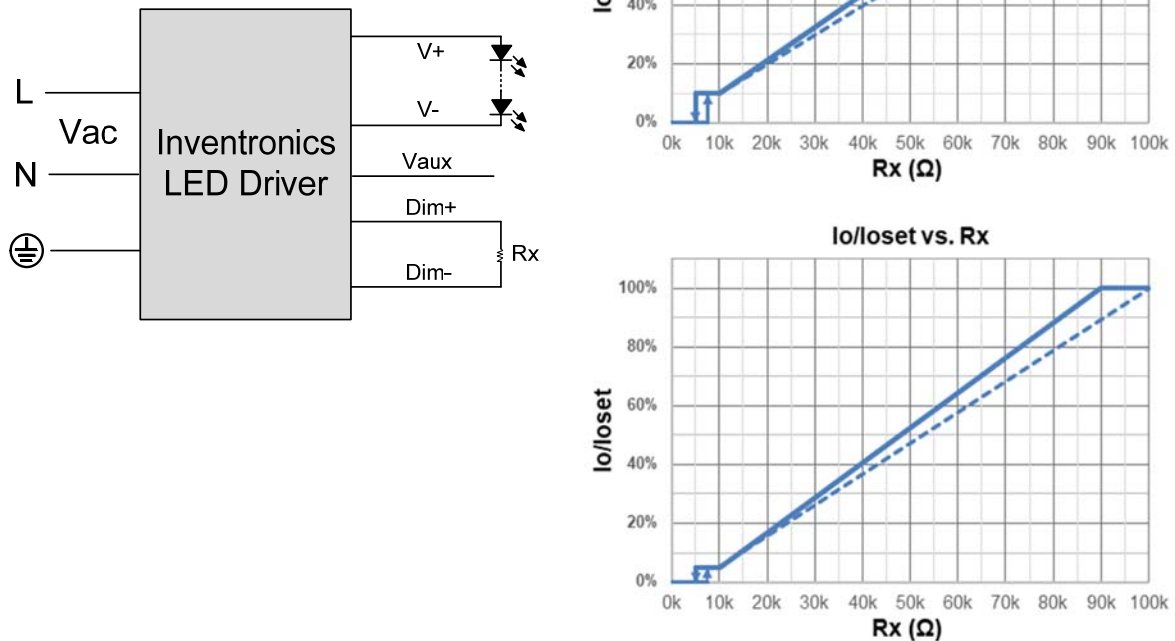 L
Vac
N
Inventronics
LED Driver
V+
V-
Vaux
Dim+
Dim-
Rx
40%
20%
0%
0k 10k 20k 30k 40k 50k 60k 70k 80k 90k 100k
Rx (Ω)
Io/Ioset vs. Rx
Io/Ioset
100%
80%
60%
40%
20%
0%
0k 10k 20k 30k 40k 50k 60k 70k 80k 90k 100k
Rx (Ω)